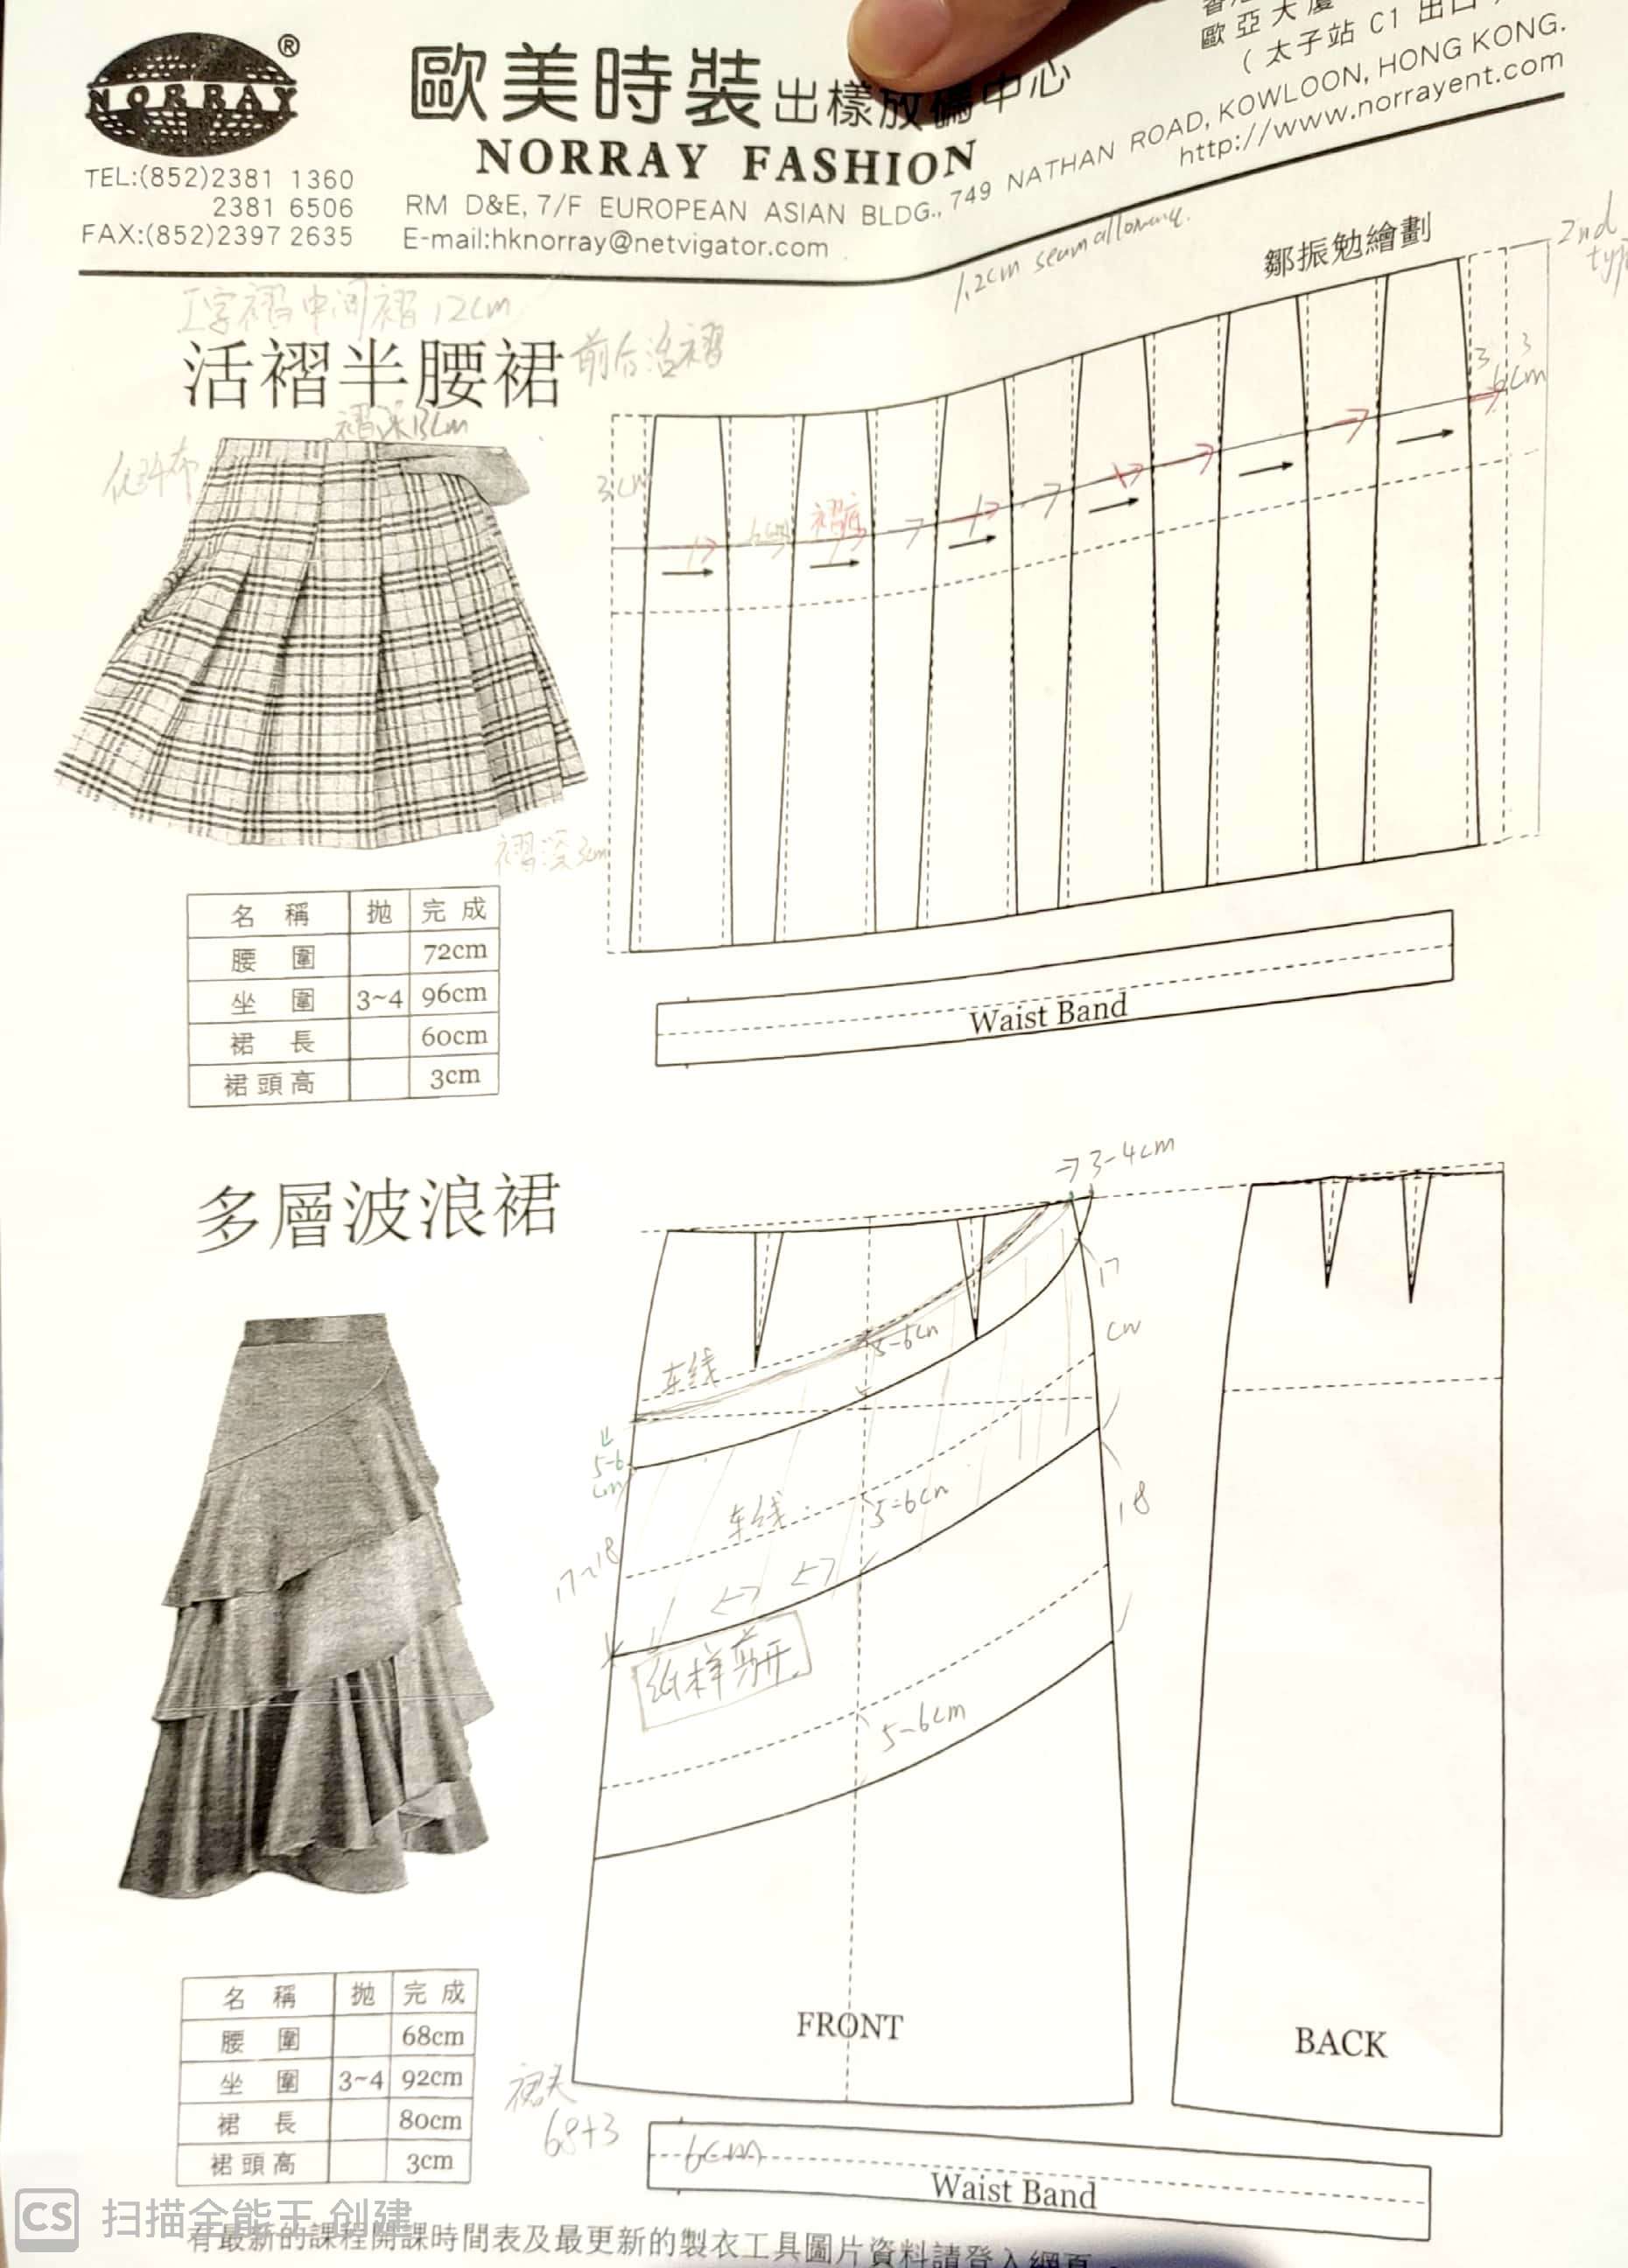 NORRAY ®
TEL:(852)2381 1360
2381 6506
FAX:(852)2397 2635
歐美時裝出樣放碼中心
NORRAY FASHION
RM D&E, 7/F EUROPEAN ASIAN BLDG., 749 NATHAN ROAD, KOWLOON, HONG KONG.
E-mail:hknorray@netvigator.com
歐亞大廈
(太子站 C1 出口
http://www.norrayent.com
1.2cm seam allowance.
鄒振勉繪劃
2nd
工字褶中间褶 12cm
活褶半腰裙
前后活褶
褶深13cm
3cm
6cm
褶底
3 3
6cm
褶深3cm
名稱 拋 完成
腰圍 72cm
坐圍 3~4 96cm
裙長 60cm
裙頭高 3cm
Waist Band
多層波浪裙
3-4cm
17
cm
车线
5-6cm
5-6
cm
车线
5-6cm
18
17-18
纸样剪开
5-6cm
FRONT
BACK
名稱 拋 完成
腰圍 68cm
坐圍 3~4 92cm
裙長 80cm
裙頭高 3cm
裙头
68+3
6cm
Waist Band
CS 扫描全能王 创建
有最新的課程開課時間表及最更新的製衣工具圖片資料請登入網頁